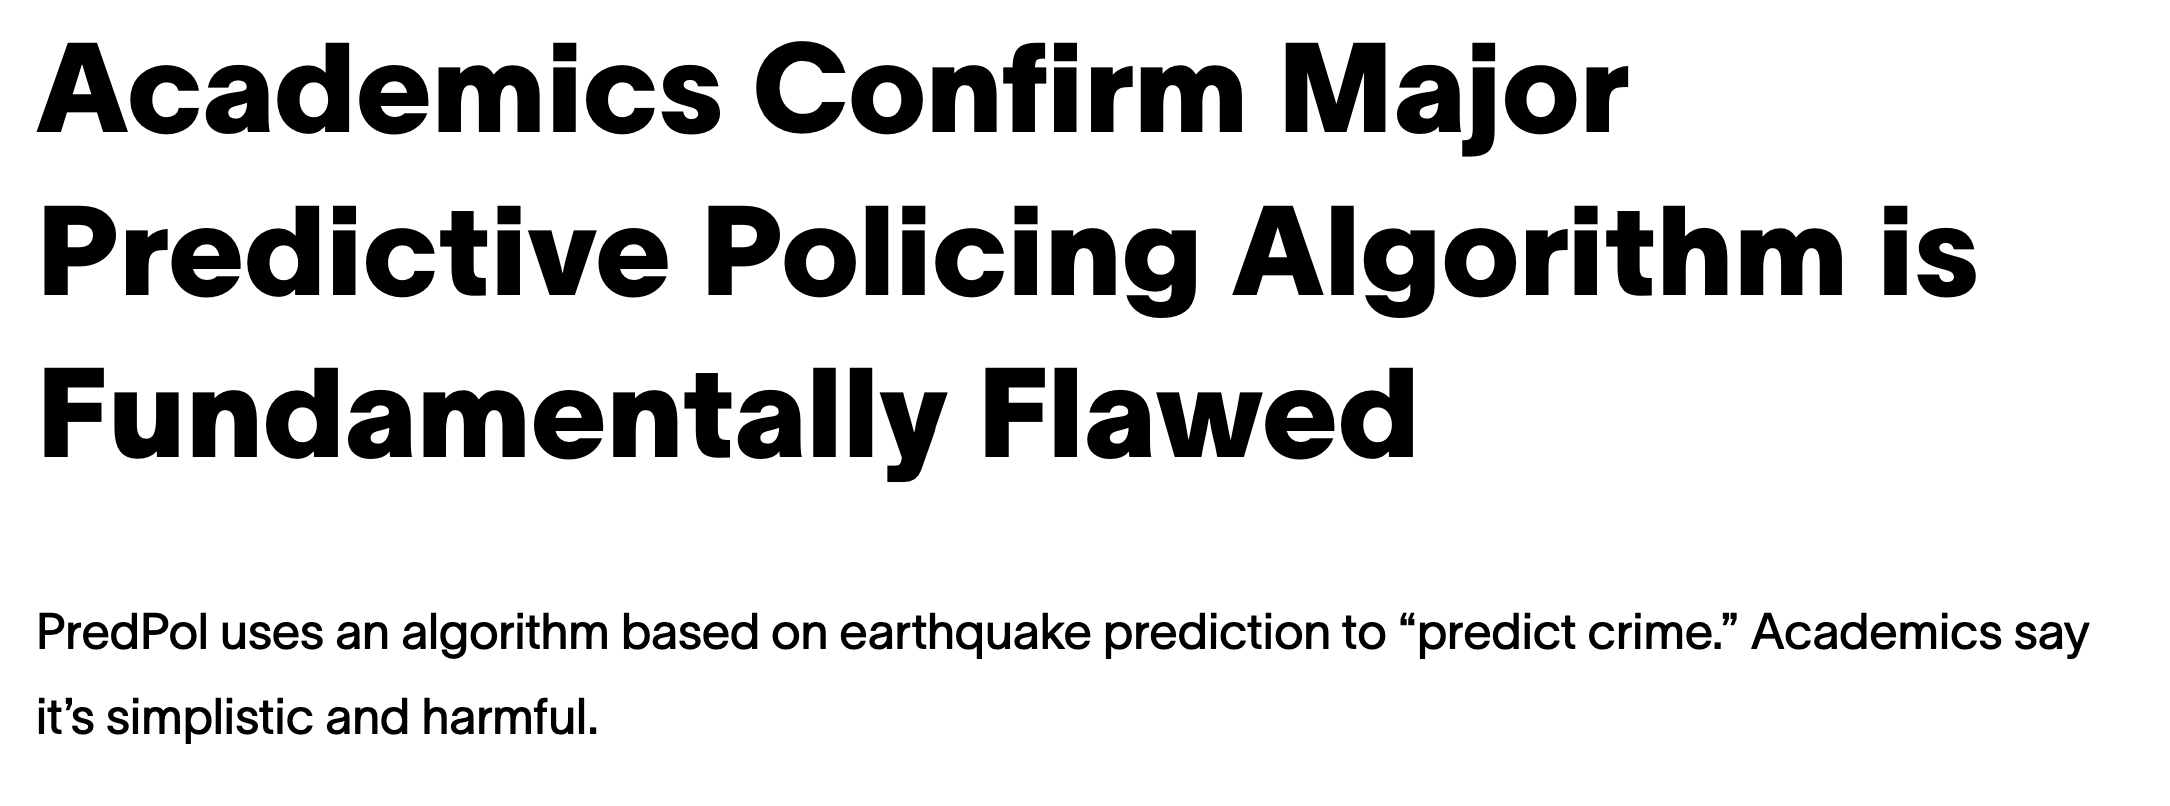 Academics Confirm Major
Predictive Policing Algorithm is
Fundamentally Flawed
PredPol uses an algorithm based on earthquake prediction to “predict crime.” Academics say
it’s simplistic and harmful.